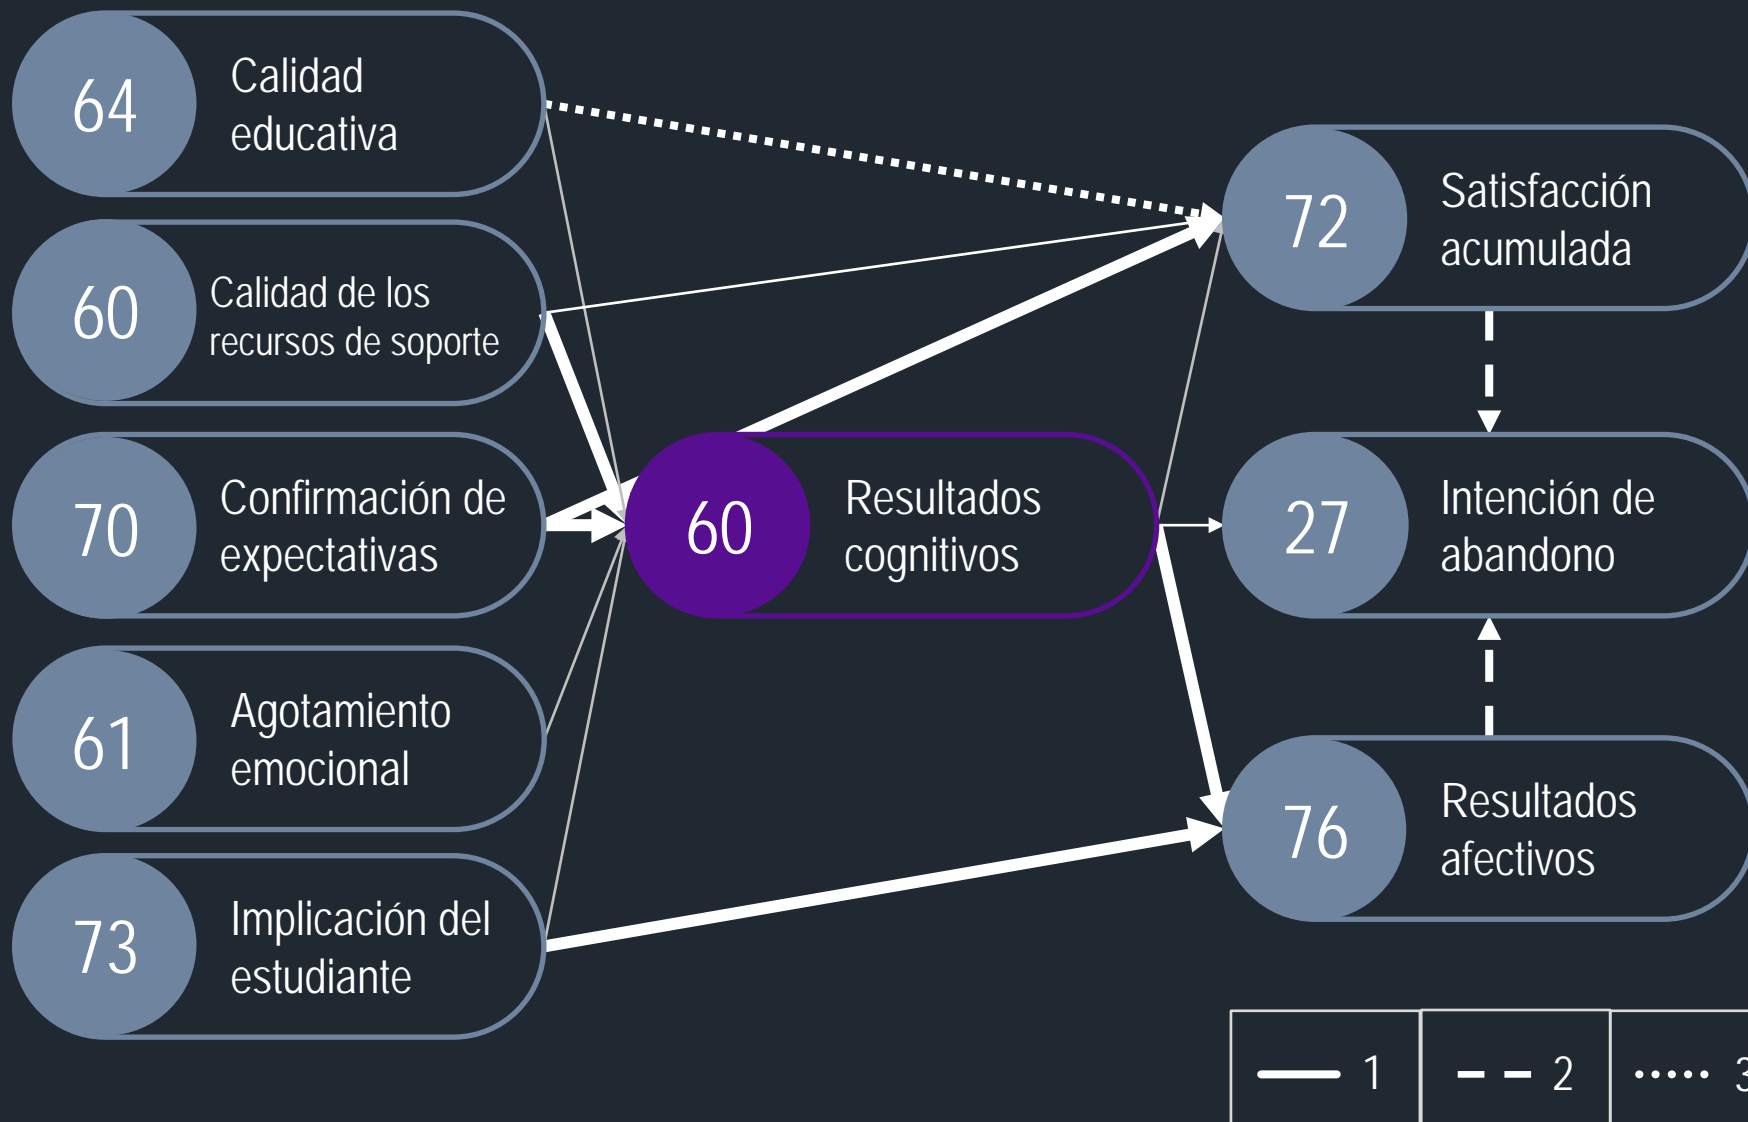 64
Calidad
educativa
60
Calidad de los
recursos de soporte
70
Confirmación de
expectativas
61
Agotamiento
emocional
73
Implicación del
estudiante
60
Resultados
cognitivos
72
Satisfacción
acumulada
27
Intención de
abandono
76
Resultados
afectivos
1
2
3